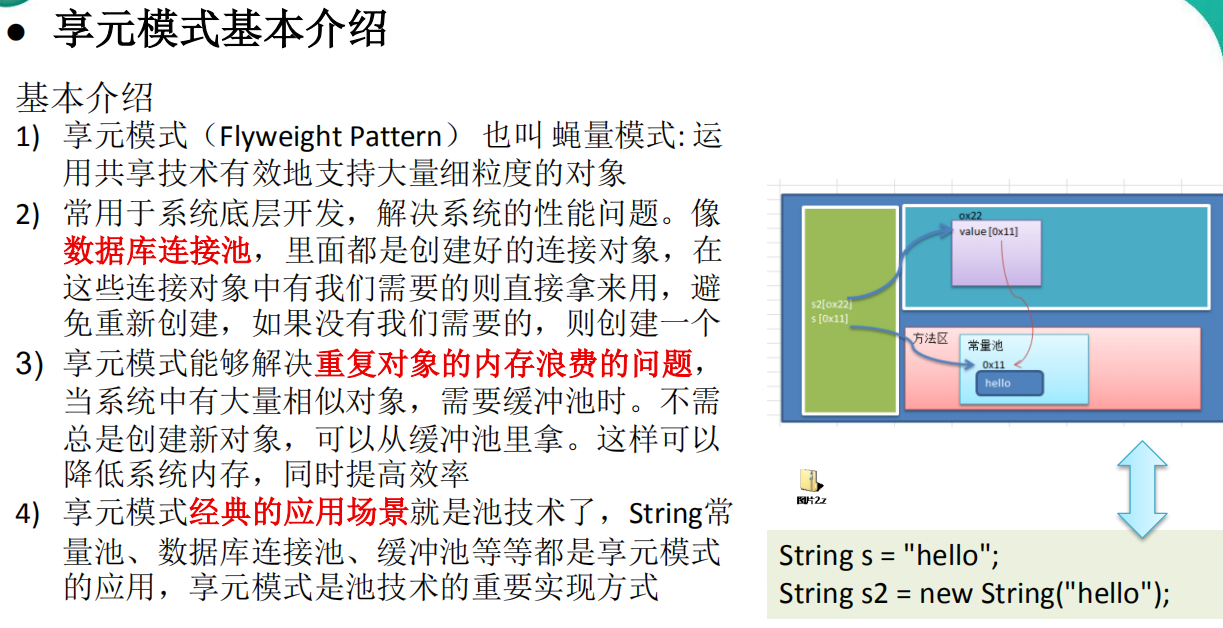 ● 享元模式基本介绍
基本介绍
1) 享元模式（Flyweight Pattern） 也叫 蝇量模式: 运
用共享技术有效地支持大量细粒度的对象
2) 常用于系统底层开发，解决系统的性能问题。像
数据库连接池，里面都是创建好的连接对象，在
这些连接对象中有我们需要的则直接拿来用，避
免重新创建，如果没有我们需要的，则创建一个
3) 享元模式能够解决重复对象的内存浪费的问题，
当系统中有大量相似对象，需要缓冲池时。不需
总是创建新对象，可以从缓冲池里拿。这样可以
降低系统内存，同时提高效率
4) 享元模式经典的应用场景就是池技术了，String常
量池、数据库连接池、缓冲池等等都是享元模式
的应用，享元模式是池技术的重要实现方式
ox22
value [0x11]
s2[ox22]
s [0x11]
方法区
常量池
0x11
hello
图片2.z
String s = "hello";
String s2 = new String("hello");